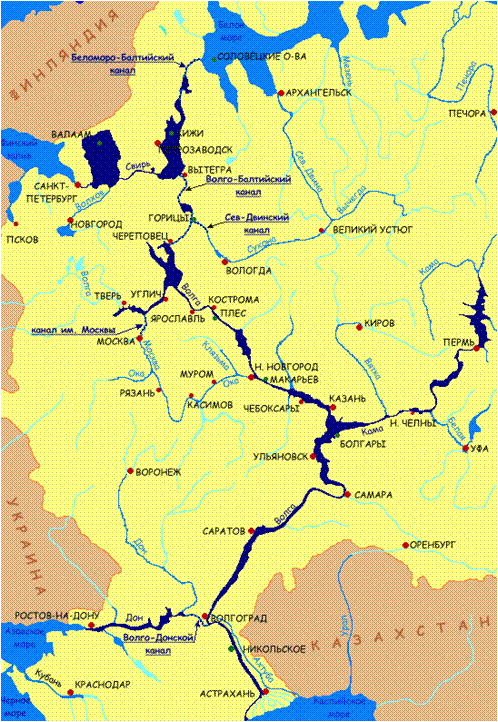 Белое
море
ФИНЛЯНДИЯ
Беломоро-Балтийский
канал
СОЛОВЕЦКИЕ О-ВА
Мезень
Печора
АРХАНГЕЛЬСК
ПЕЧОРА
ВАЛААМ
КИЖИ
ПЕТРОЗАВОДСК
Финский
залив
Свирь
ВЫТЕГРА
Сев Двина
Вычегда
САНКТ-
ПЕТЕРБУРГ
Волхов
Волго-Балтийский
канал
НОВГОРОД
ГОРИЦЫ
Сев-Двинский
канал
ПСКОВ
ЧЕРЕПОВЕЦ
ВЕЛИКИЙ УСТЮГ
Сухона
ВОЛОГДА
Волга
Кама
ТВЕРЬ
УГЛИЧ
Волга
КОСТРОМА
ПЛЕС
ЯРОСЛАВЛЬ
канал им. Москвы
КИРОВ
МОСКВА
ПЕРМЬ
Москва
Клязьма
Вятка
Ока
МУРОМ
Ока
Н. НОВГОРОД
МАКАРЬЕВ
РЯЗАНЬ
КАСИМОВ
ЧЕБОКСАРЫ
КАЗАНЬ
Кама
Н. ЧЕЛНЫ
Белая
БОЛГАРЫ
УФА
УЛЬЯНОВСК
ВОРОНЕЖ
САМАРА
УКРАИНА
Волга
САРАТОВ
Дон
ОРЕНБУРГ
РОСТОВ-НА-ДОНУ
Дон
ВОЛГОГРАД
Урал
КАЗАХСТАН
Азовское
море
Волго-Донской
канал
НИКОЛЬСКОЕ
Ахтуба
Кубань
КРАСНОДАР
АСТРАХАНЬ
Черное
море
Каспийское
море